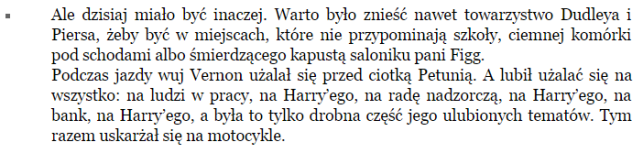 Ale dzisiaj miało być inaczej. Warto było znieść nawet towarzystwo Dudleya i
Piersa, żeby być w miejscach, które nie przypominają szkoły, ciemnej komórki
pod schodami albo śmierdzącego kapustą saloniku pani Figg.
Podczas jazdy wuj Vernon użalał się przed ciotką Petunią. A lubił użalać się na
wszystko: na ludzi w pracy, na Harry'ego, na radę nadzorczą, na Harry'ego, na
bank, na Harry'ego, a była to tylko drobna część jego ulubionych tematów. Tym
razem uskarżał się na motocykle.